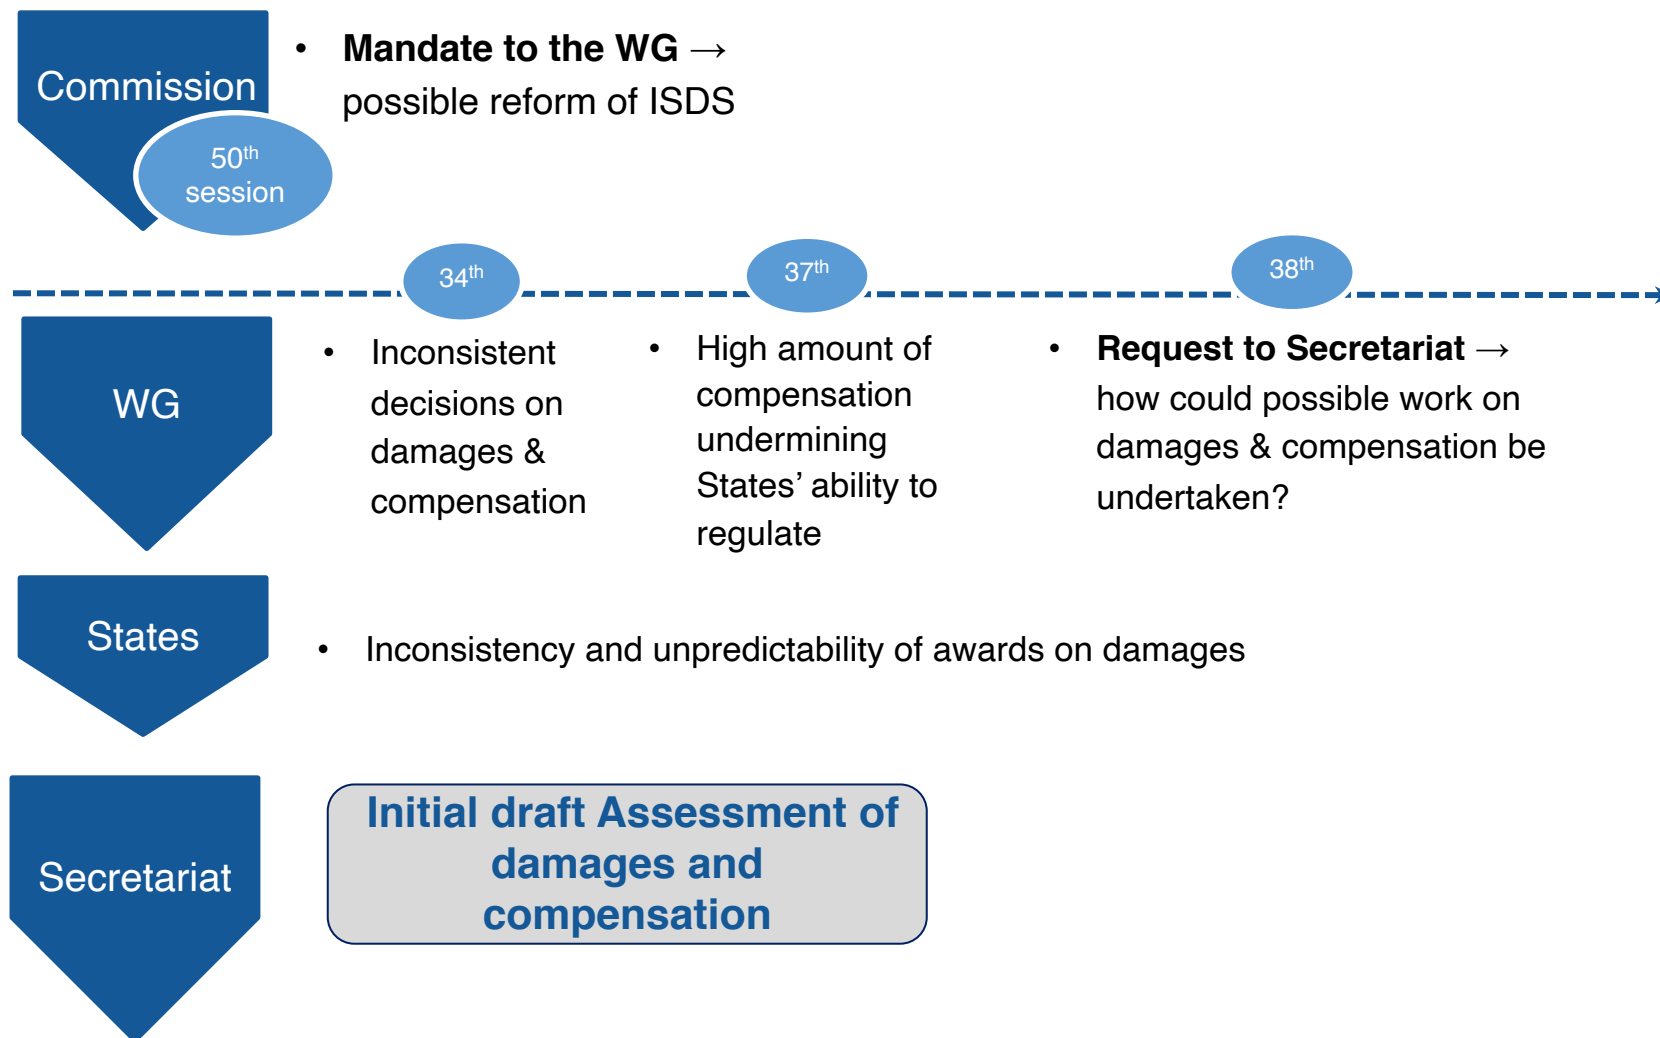 Commission
• Mandate to the WG →
possible reform of ISDS
50th
session
34th
37th
38th
WG
• Inconsistent
decisions on
damages &
compensation
• High amount of
compensation
undermining
States’ ability to
regulate
• Request to Secretariat →
how could possible work on
damages & compensation be
undertaken?
States
• Inconsistency and unpredictability of awards on damages
Secretariat
Initial draft Assessment of
damages and
compensation